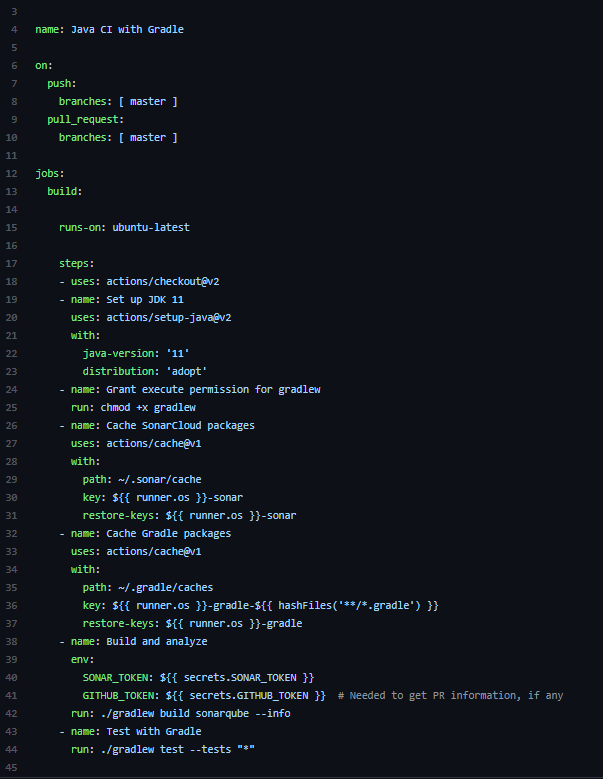 3
4 name: Java CI with Gradle
5
6 on:
7   push:
8     branches: [ master ]
9   pull_request:
10     branches: [ master ]
11
12 jobs:
13   build:
14
15     runs-on: ubuntu-latest
16
17     steps:
18     - uses: actions/checkout@v2
19     - name: Set up JDK 11
20       uses: actions/setup-java@v2
21       with:
22         java-version: '11'
23         distribution: 'adopt'
24     - name: Grant execute permission for gradlew
25       run: chmod +x gradlew
26     - name: Cache SonarCloud packages
27       uses: actions/cache@v1
28       with:
29         path: ~/.sonar/cache
30         key: ${{ runner.os }}-sonar
31         restore-keys: ${{ runner.os }}-sonar
32     - name: Cache Gradle packages
33       uses: actions/cache@v1
34       with:
35         path: ~/.gradle/caches
36         key: ${{ runner.os }}-gradle-${{ hashFiles('**/*.gradle') }}
37         restore-keys: ${{ runner.os }}-gradle
38     - name: Build and analyze
39       env:
40         SONAR_TOKEN: ${{ secrets.SONAR_TOKEN }}
41         GITHUB_TOKEN: ${{ secrets.GITHUB_TOKEN }}  # Needed to get PR information, if any
42       run: ./gradlew build sonarqube --info
43     - name: Test with Gradle
44       run: ./gradlew test --tests "*"
45